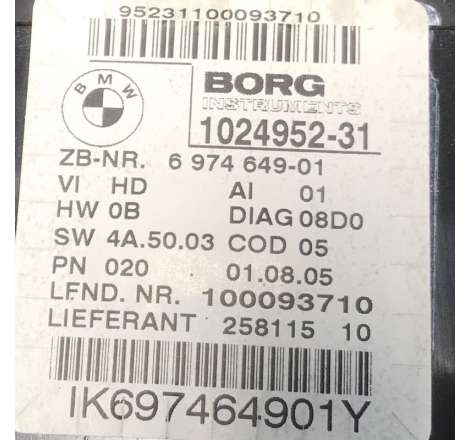 95231100093710
BMW
BORG
INSTRUMENTS
1024952-31
ZB-NR. 6 974 649-01
VI HD AI 01
HW 0B DIAG 08D0
SW 4A.50.03 COD 05
PN 020 01.08.05
LFND. NR. 100093710
LIEFERANT 258115 10
IK697464901Y